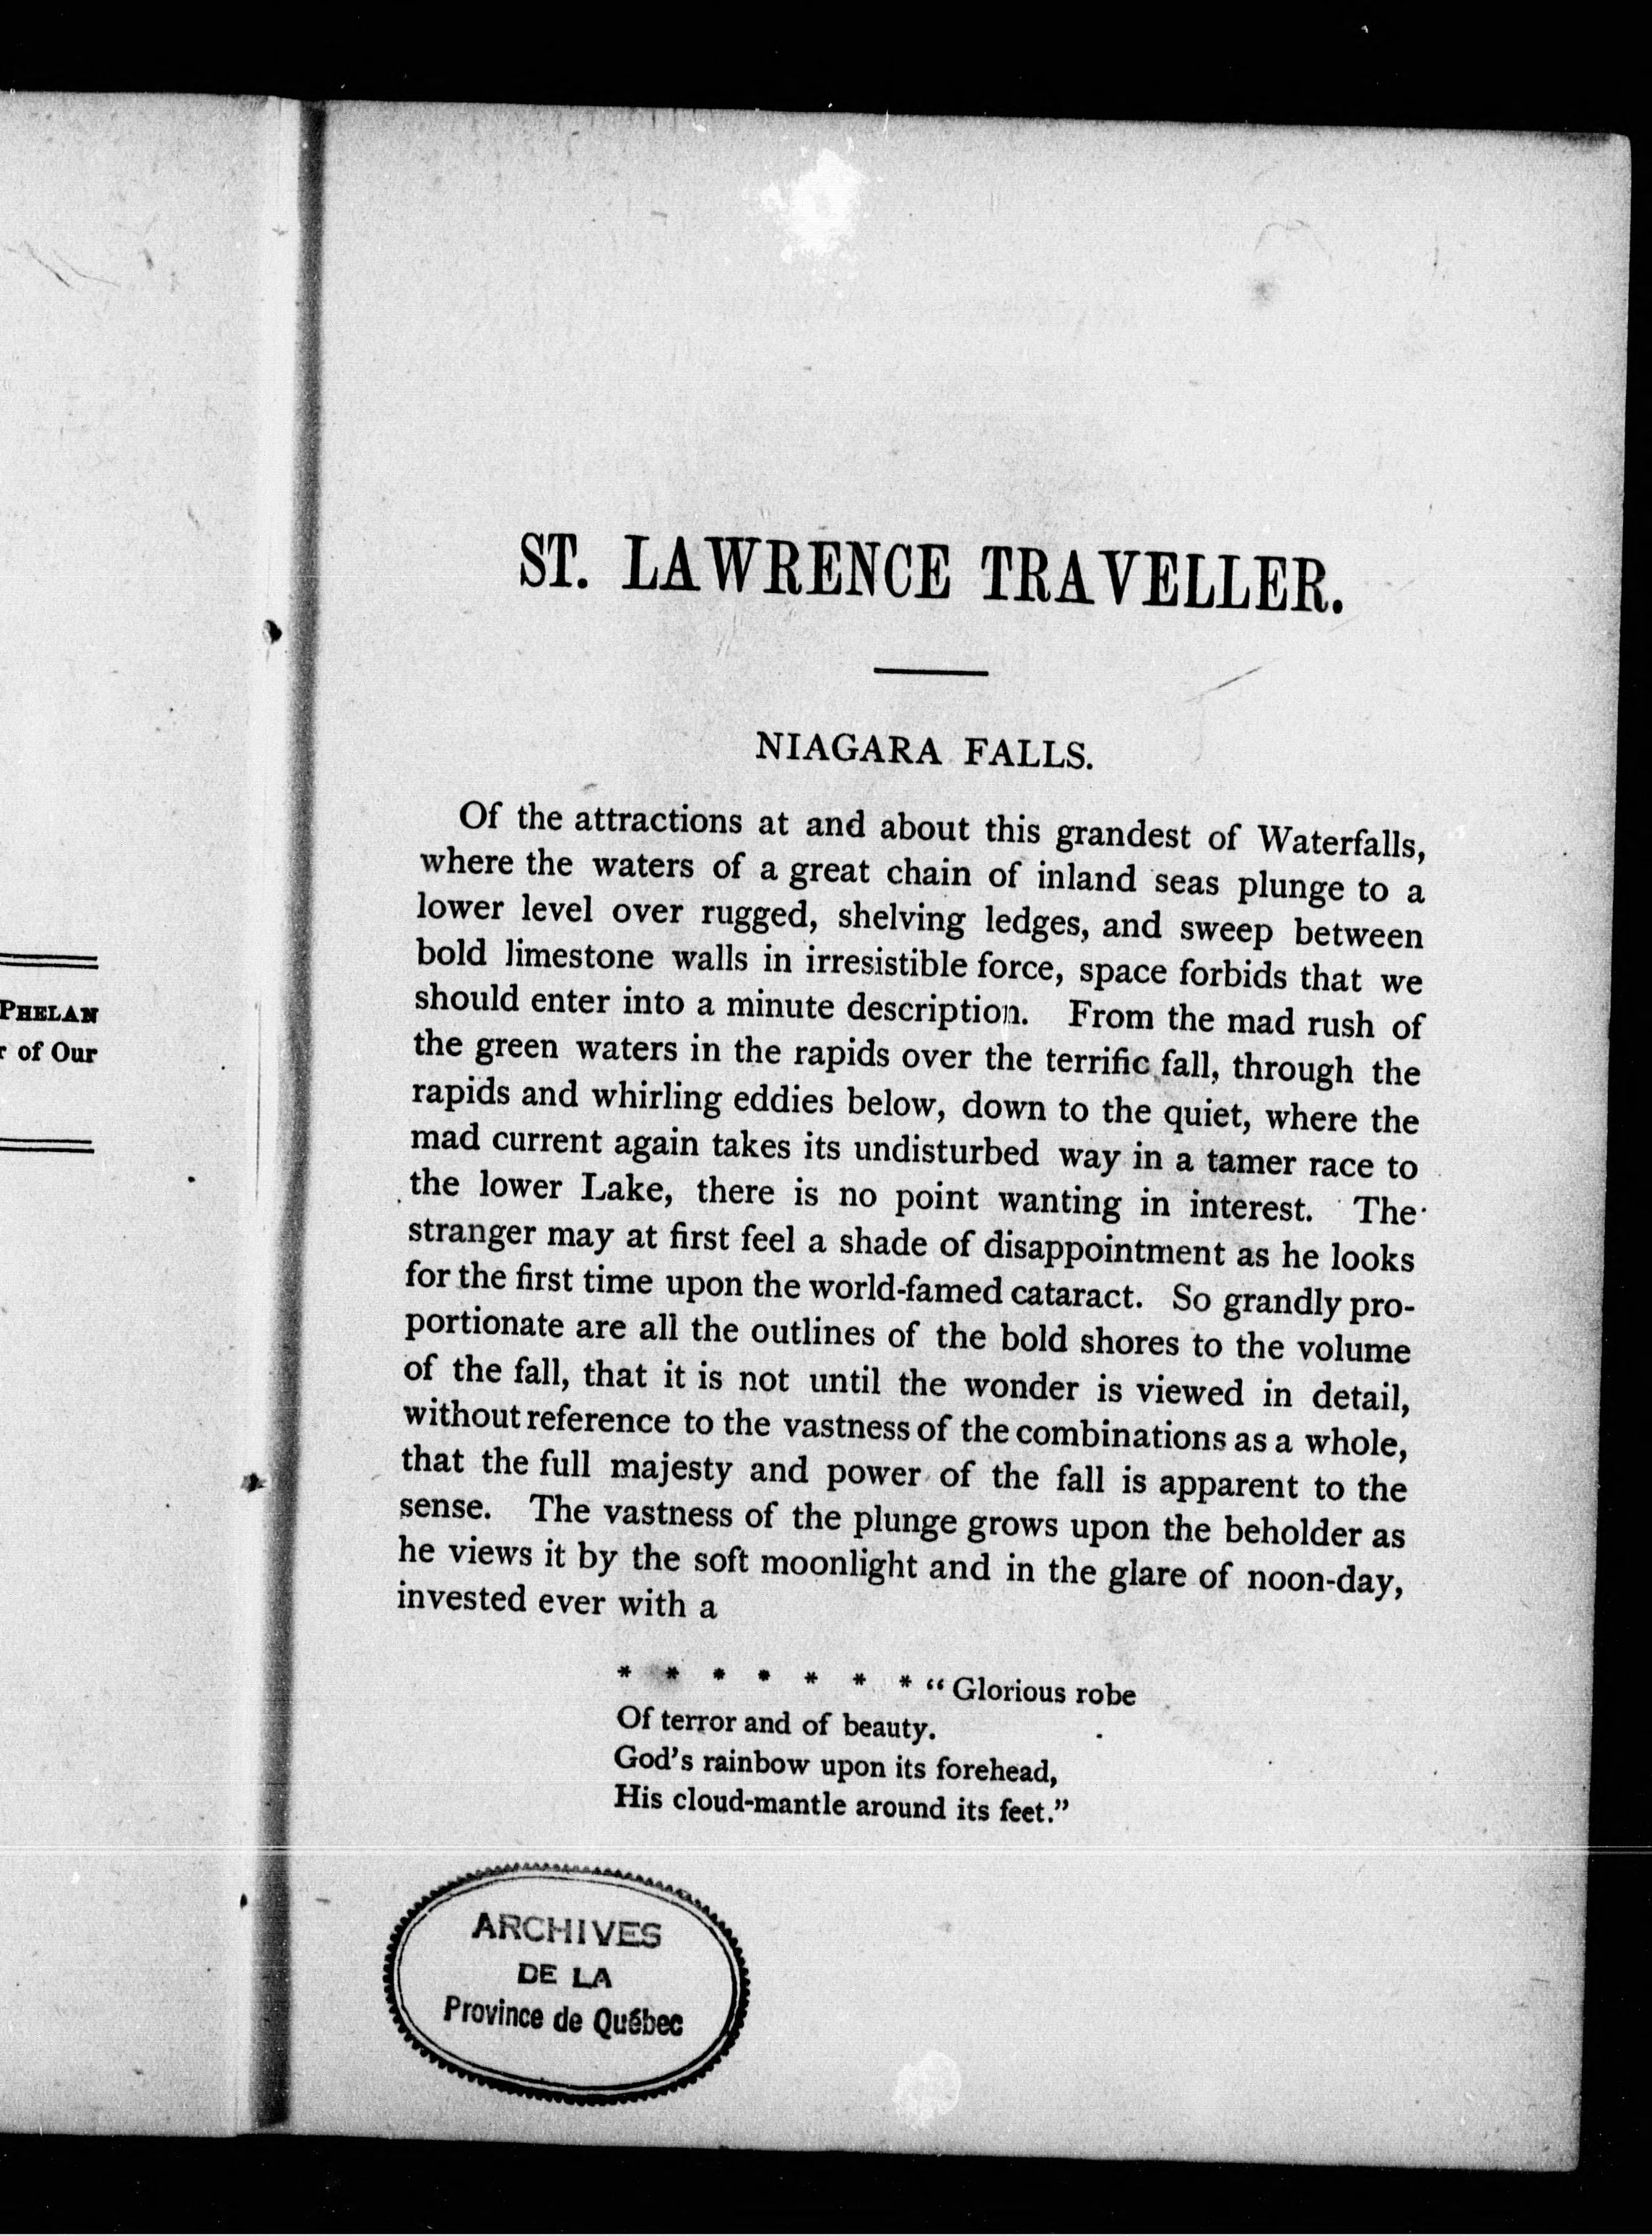 PHELAN
r of Our
ST. LAWRENCE TRAVELLER.
NIAGARA FALLS.
Of the attractions at and about this grandest of Waterfalls,
where the waters of a great chain of inland seas plunge to a
lower level over rugged, shelving ledges, and sweep between
bold limestone walls in irresistible force, space forbids that we
should enter into a minute description. From the mad rush of
the green waters in the rapids over the terrific fall, through the
rapids and whirling eddies below, down to the quiet, where the
mad current again takes its undisturbed way in a tamer race to
the lower Lake, there is no point wanting in interest. The
stranger may at first feel a shade of disappointment as he looks
for the first time upon the world-famed cataract. So grandly pro-
portionate are all the outlines of the bold shores to the volume
of the fall, that it is not until the wonder is viewed in detail,
without reference to the vastness of the combinations as a whole,
that the full majesty and power of the fall is apparent to the
sense. The vastness of the plunge grows upon the beholder as
he views it by the soft moonlight and in the glare of noon-day,
invested ever with a
* * * * * * * “Glorious robe
Of terror and of beauty.
God's rainbow upon its forehead,
His cloud-mantle around its feet.”
ARCHIVES
DE LA
Province de Québec